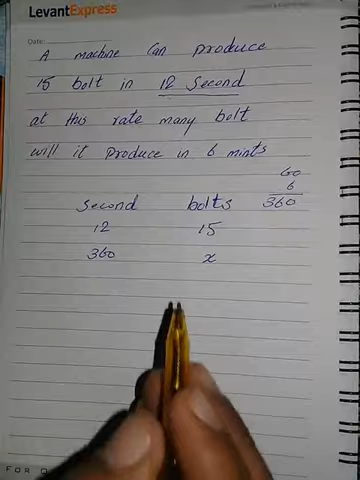 LevantExpress
Date:
A machine can produce
15 bolt in 12 second
at this rate many bolt
will it produce in 6 mints
60
6
360
second bolts
12 15
360 x
FOR O